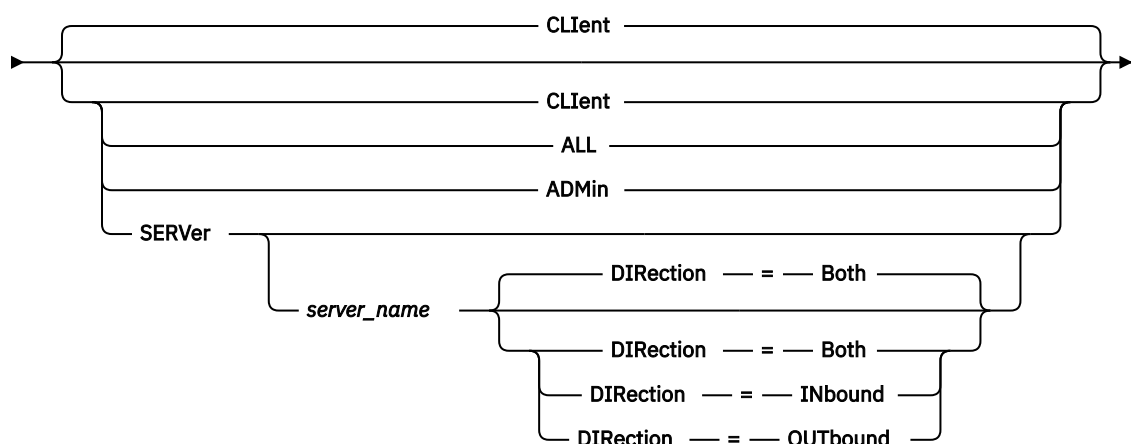 CLIent
CLIent
ALL
ADMin
SERVer
DIRection = Both
server_name
DIRection = Both
DIRection = INbound
DIRection = OUTbound